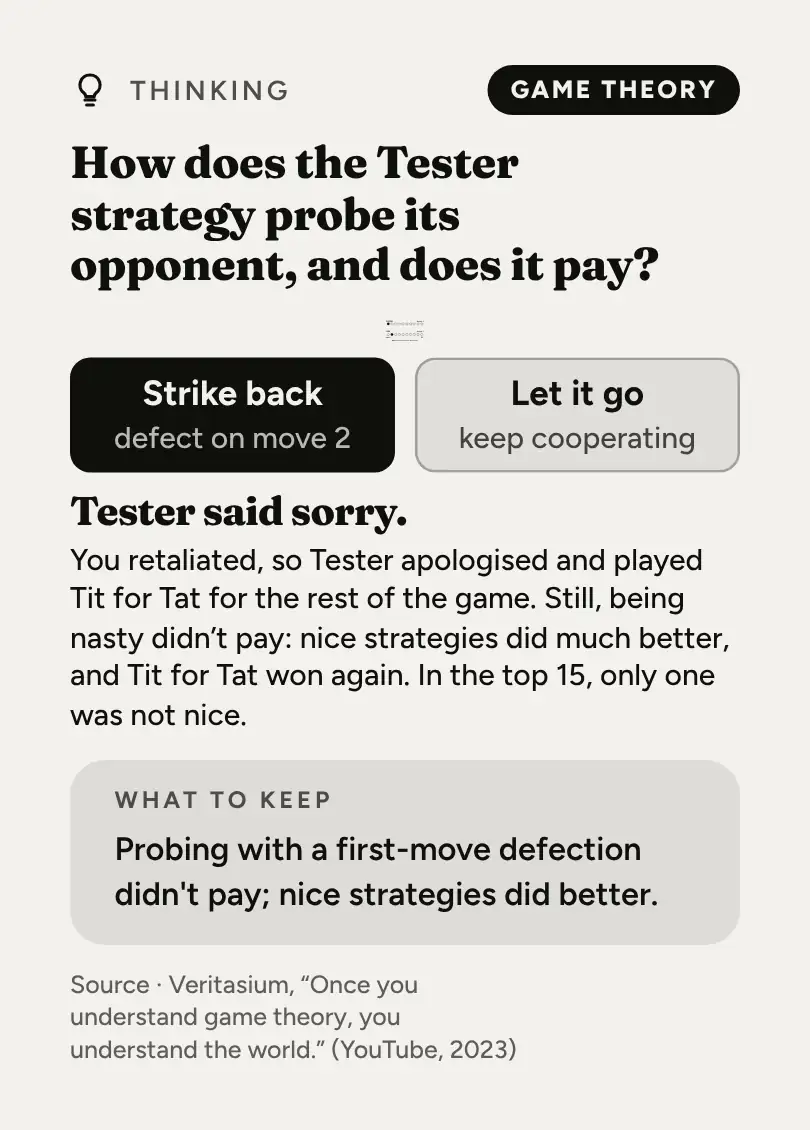 THINKING
GAME THEORY
How does the Tester
strategy probe its
opponent, and does it pay?
Strike back
defect on move 2
Let it go
keep cooperating
Tester said sorry.
You retaliated, so Tester apologised and played
Tit for Tat for the rest of the game. Still, being
nasty didn’t pay: nice strategies did much better,
and Tit for Tat won again. In the top 15, only one
was not nice.
WHAT TO KEEP
Probing with a first-move defection
didn't pay; nice strategies did better.
Source · Veritasium, “Once you
understand game theory, you
understand the world.” (YouTube, 2023)